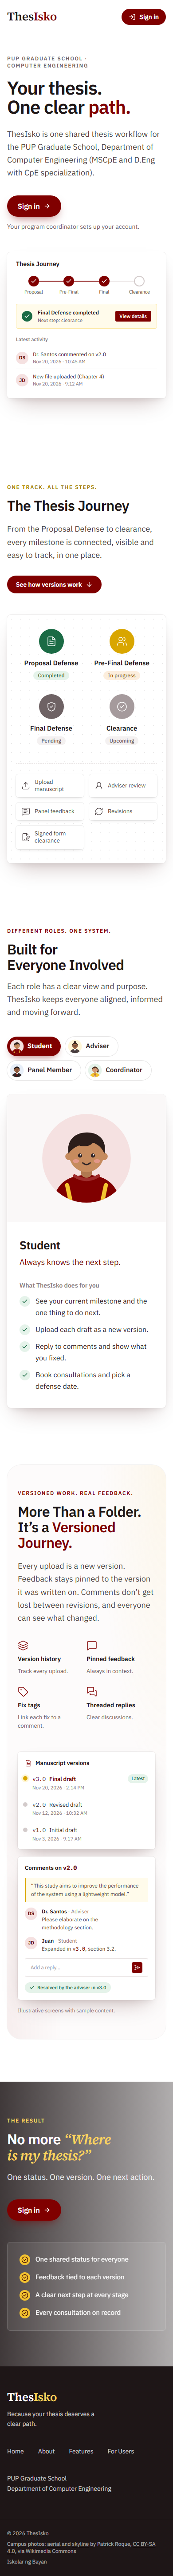 ThesIsko
Sign in
PUP GRADUATE SCHOOL ·
COMPUTER ENGINEERING
Your thesis.
One clear path.
ThesIsko is one shared thesis workflow for
the PUP Graduate School, Department of
Computer Engineering (MSCpE and D.Eng
with CpE specialization).
Sign in
Your program coordinator sets up your account.
Thesis Journey
Proposal
Pre-Final
Final
Clearance
Final Defense completed
Next step: clearance
View details
Latest activity
DS
Dr. Santos commented on v2.0
Nov 20, 2026 · 10:45 AM
JD
New file uploaded (Chapter 4)
Nov 20, 2026 · 9:12 AM
ONE TRACK. ALL THE STEPS.
The Thesis Journey
From the Proposal Defense to clearance,
every milestone is connected, visible and
easy to track, in one place.
See how versions work
Proposal Defense
Completed
Pre-Final Defense
In progress
Final Defense
Pending
Clearance
Upcoming
Upload
manuscript
Adviser review
Panel feedback
Revisions
Signed form
clearance
DIFFERENT ROLES. ONE SYSTEM.
Built for
Everyone Involved
Each role has a clear view and purpose.
ThesIsko keeps everyone aligned, informed
and moving forward.
Student
Adviser
Panel Member
Coordinator
Student
Always knows the next step.
What ThesIsko does for you
See your current milestone and the
one thing to do next.
Upload each draft as a new version.
Reply to comments and show what
you fixed.
Book consultations and pick a
defense date.
VERSIONED WORK. REAL FEEDBACK.
More Than a Folder.
It's a Versioned
Journey.
Every upload is a new version.
Feedback stays pinned to the version
it was written on. Comments don't get
lost between revisions, and everyone
can see what changed.
Version history
Track every upload.
Pinned feedback
Always in context.
Fix tags
Link each fix to a
comment.
Threaded replies
Clear discussions.
Manuscript versions
v3.0 Final draft
Latest
Nov 20, 2026 · 2:14 PM
v2.0 Revised draft
Nov 12, 2026 · 10:32 AM
v1.0 Initial draft
Nov 3, 2026 · 9:17 AM
Comments on v2.0
"This study aims to improve the performance
of the system using a lightweight model."
DS
Dr. Santos · Adviser
Please elaborate on the
methodology section.
JD
Juan · Student
Expanded in v3.0, section 3.2.
Add a reply...
Resolved by the adviser in v3.0
Illustrative screens with sample content.
THE RESULT
No more "Where
is my thesis?"
One status. One version. One next action.
Sign in
One shared status for everyone
Feedback tied to each version
A clear next step at every stage
Every consultation on record
ThesIsko
Because your thesis deserves a
clear path.
Home
About
Features
For Users
PUP Graduate School
Department of Computer Engineering
© 2026 ThesIsko
Campus photos: aerial and skyline by Patrick Roque, CC BY-SA
4.0, via Wikimedia Commons
Iskolar ng Bayan